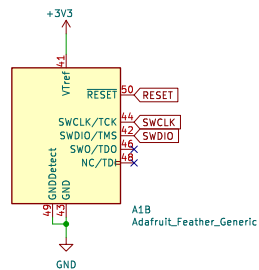 +3V3
41
VTref
RESET 50 RESET
SWCLK/TCK 44 SWCLK
SWDIO/TMS 42 SWDIO
SWO/TDO 46
NC/TDI 48
GNDDetect
GND
49
43
A1B
Adafruit_Feather_Generic
GND